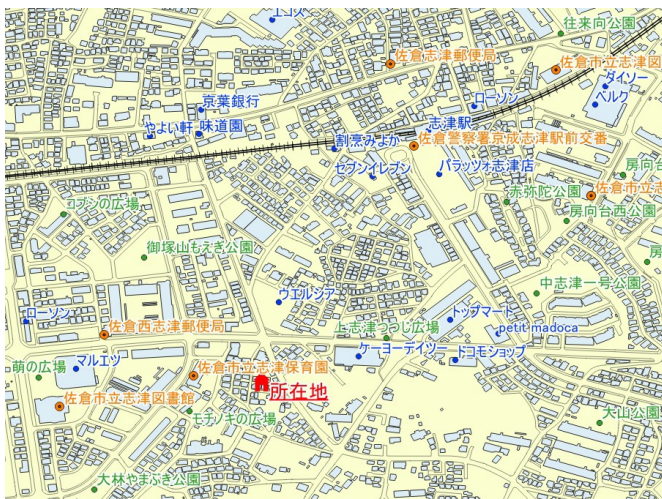 エコス
往来向公園
佐倉志津郵便局
佐倉市立志津図
ダイソー
ベルク
京葉銀行
ローソン
やよい軒
味道園
志津駅
割烹みよか
佐倉警察署京成志津駅前交番
セブンイレブン
パラッツォ志津店
房向台
赤弥陀公園
佐倉市立志
コブシの広場
房向台西公園
御塚山もえぎ公園
房
中志津一号公園
ウエルシア
ローソン
トップマート
佐倉西志津郵便局
上志津つつじ広場
petit madoca
ケーヨーデイツー
ドコモショップ
萌の広場
マルエツ
佐倉市立志津保育園
所在地
佐倉市立志津図書館
モチノキの広場
大山公園
大林やまぶき公園